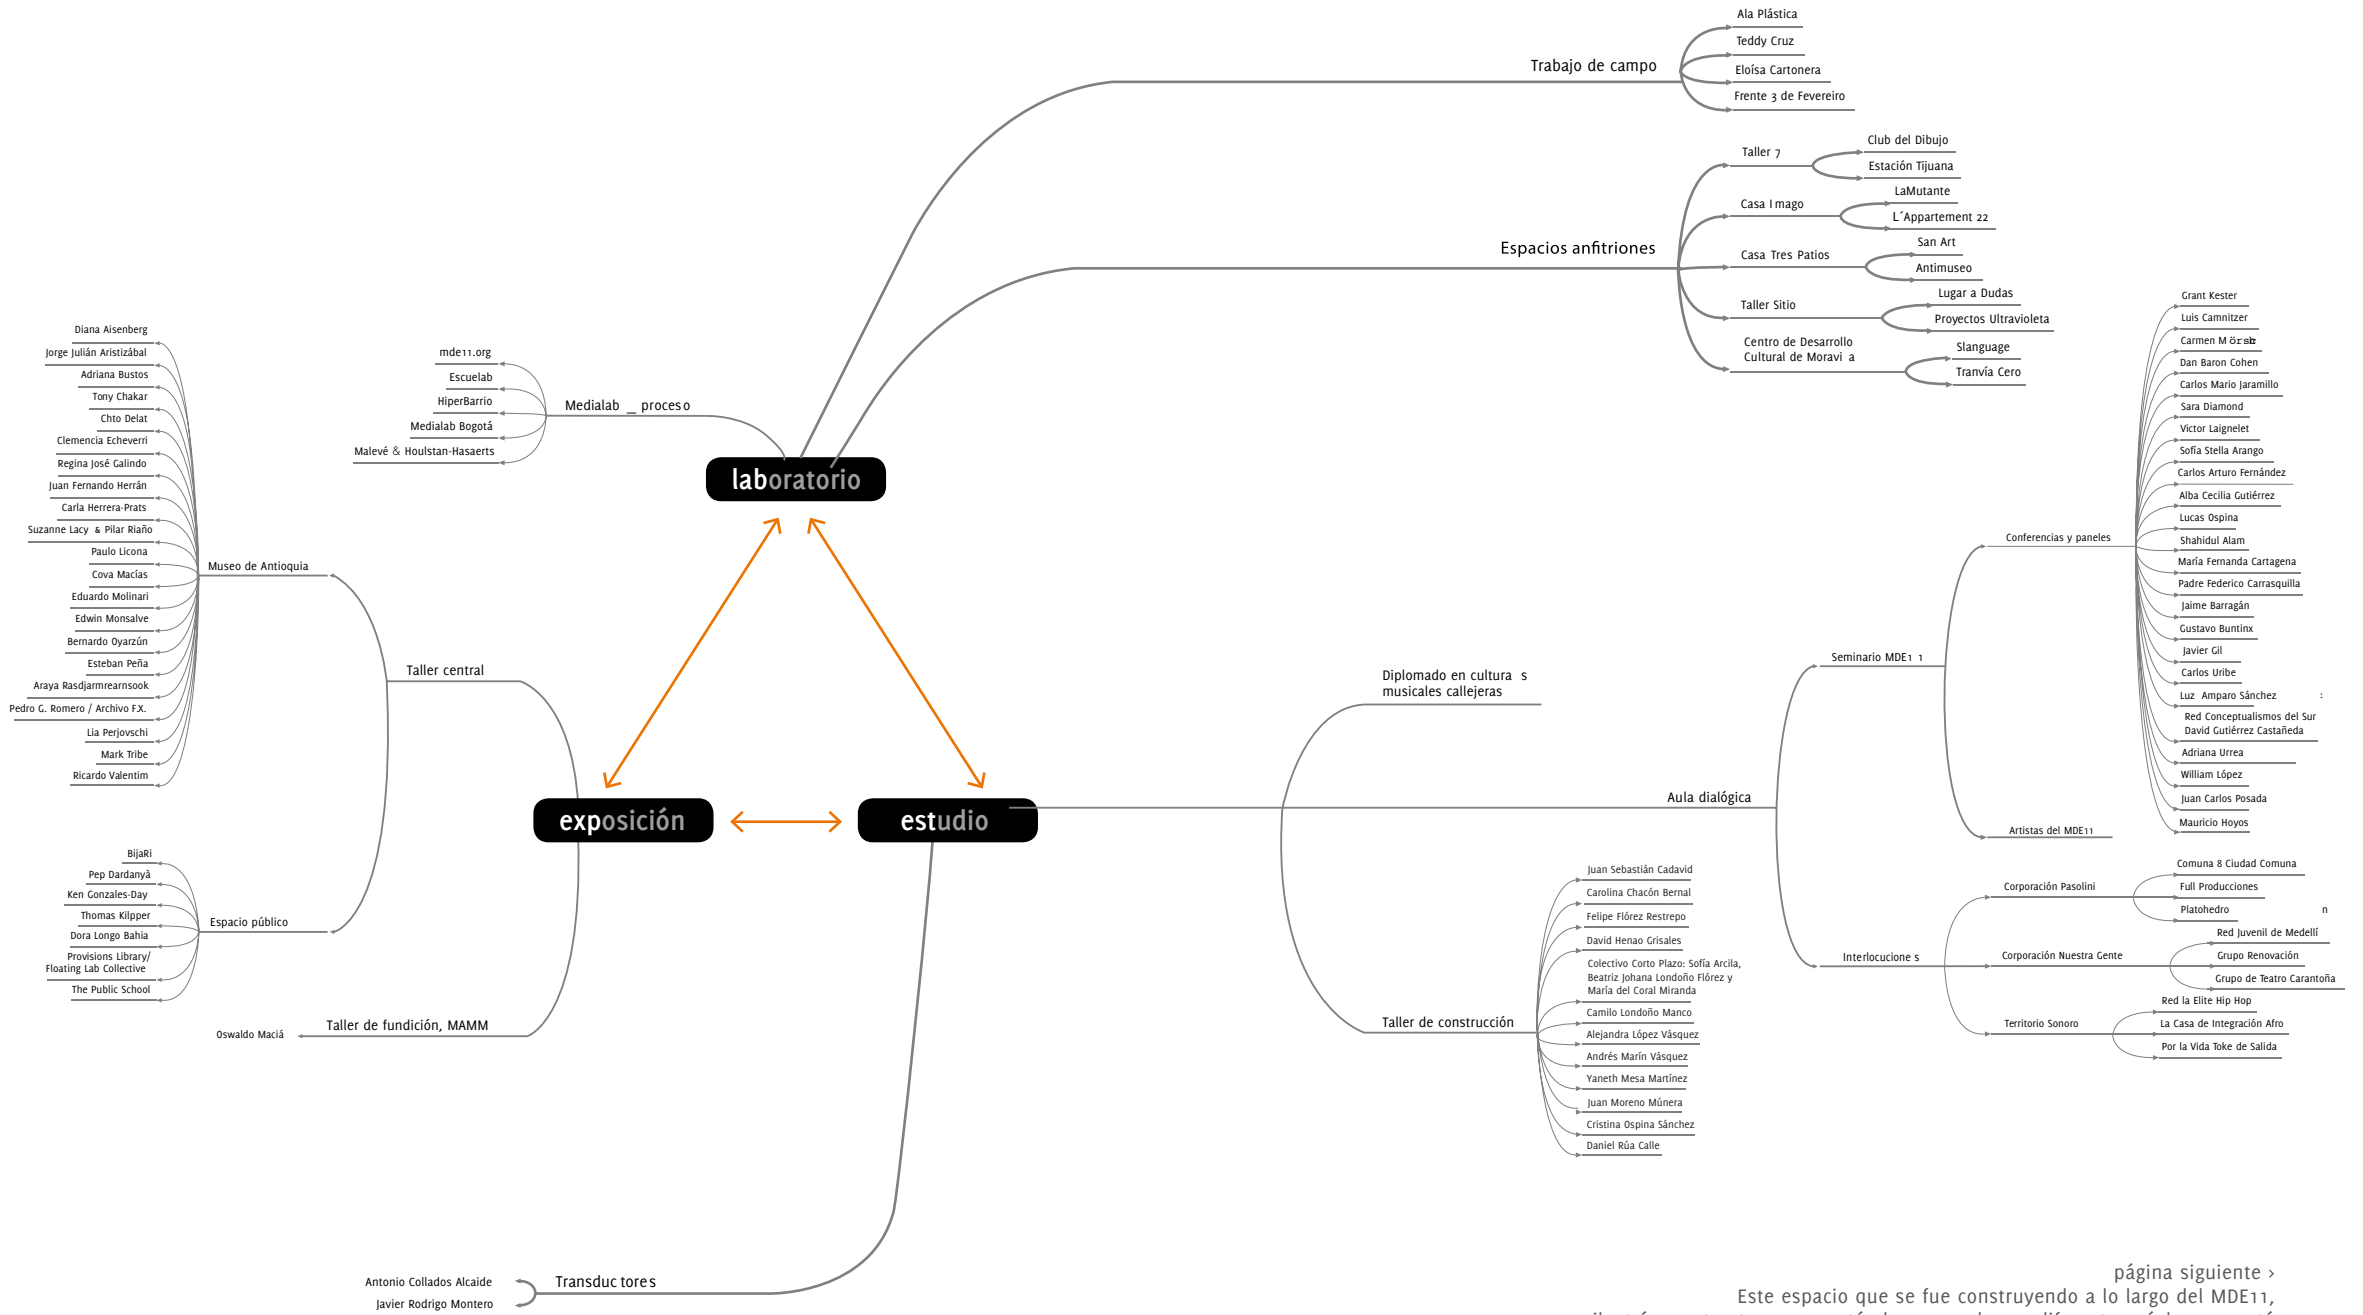 Ala Plástica
Teddy Cruz
Eloísa Cartonera
Frente 3 de Fevereiro
Trabajo de campo
Club del Dibujo
Estación Tijuana
Taller 7
LaMutante
L´Appartement 22
Casa Imago
San Art
Antimuseo
Casa Tres Patios
Lugar a Dudas
Proyectos Ultravioleta
Taller Sitio
Slanguage
Tranvía Cero
Centro de Desarrollo
Cultural de Moravi a
Espacios anfitriones
mde11.org
Escuelab
HiperBarrio
Medialab Bogotá
Malevé & Houlstan-Hasaerts
Medialab _ proceso
laboratorio
Diana Aisenberg
Jorge Julián Aristizábal
Adriana Bustos
Tony Chakar
Chto Delat
Clemencia Echeverri
Regina José Galindo
Juan Fernando Herrán
Carla Herrera-Prats
Suzanne Lacy & Pilar Riaño
Paulo Licona
Cova Macías
Eduardo Molinari
Edwin Monsalve
Bernardo Oyarzún
Esteban Peña
Araya Rasdjarmrearnsook
Pedro G. Romero / Archivo F.X.
Lia Perjovschi
Mark Tribe
Ricardo Valentim
Museo de Antioquia
Taller central
BijaRi
Pep Dardanyà
Ken Gonzales-Day
Thomas Kilpper
Dora Longo Bahia
Provisions Library/
Floating Lab Collective
The Public School
Espacio público
Oswaldo Maciá
Taller de fundición, MAMM
exposición
estudio
Antonio Collados Alcaide
Javier Rodrigo Montero
Transductores
Diplomado en cultura s
musicales callejeras
Aula dialógica
Taller de construcción
Juan Sebastián Cadavid
Carolina Chacón Bernal
Felipe Flórez Restrepo
David Henao Grisales
Colectivo Corto Plazo: Sofía Arcila,
Beatriz Johana Londoño Flórez y
María del Coral Miranda
Camilo Londoño Manco
Alejandra López Vásquez
Andrés Marín Vásquez
Yaneth Mesa Martínez
Juan Moreno Múnera
Cristina Ospina Sánchez
Daniel Rúa Calle
Seminario MDE1 1
Conferencias y paneles
Grant Kester
Luis Camnitzer
Carmen
Dan Baron Cohen
Carlos Mario Jaramillo
Sara Diamond
Victor Laignelet
Sofía Stella Arango
Carlos Arturo Fernández
Alba Cecilia Gutiérrez
Lucas Ospina
Shahidul Alam
María Fernanda Cartagena
Padre Federico Carrasquilla
Jaime Barragán
Gustavo Buntinx
Javier Gil
Carlos Uribe
Luz Amparo Sánchez :
Red Conceptualismos del Sur
David Gutiérrez Castañeda
Adriana Urrea
William López
Juan Carlos Posada
Mauricio Hoyos
Artistas del MDE11
Interlocucione s
Corporación Pasolini
Comuna 8 Ciudad Comuna
Full Producciones
Platohedro n
Corporación Nuestra Gente
Red Juvenil de Medellí
Grupo Renovación
Grupo de Teatro Carantoña
Territorio Sonoro
Red la Elite Hip Hop
La Casa de Integración Afro
Por la Vida Toke de Salida
página siguiente ›
Este espacio que se fue construyendo a lo largo del MDE11,